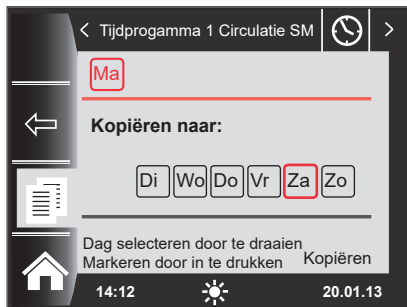 < Tijdprogamma 1 Circulatie SM >
Ma
Kopiëren naar:
Di Wo Do Vr Za Zo
Dag selecteren door te draaien
Markeren door in te drukken Kopiëren
14:12 20.01.13